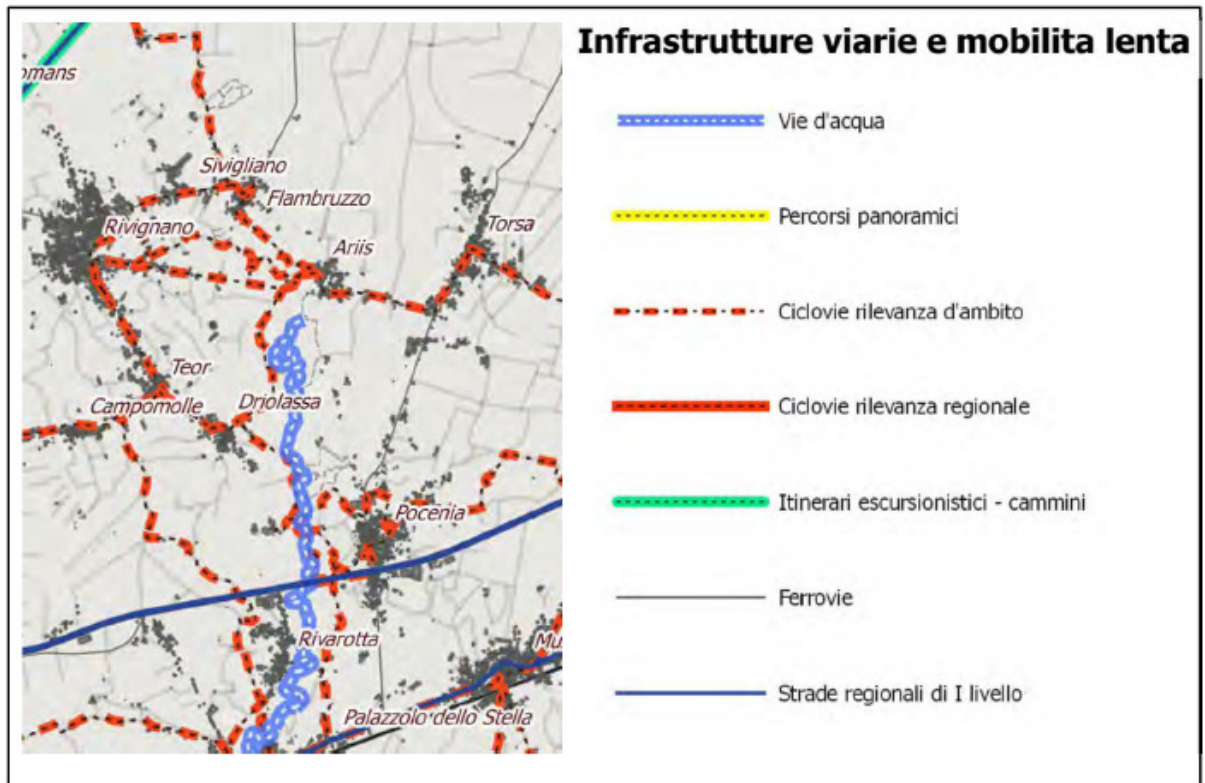 Infrastrutture viarie e mobilita lenta
omans
Sivigliano
Flambruzzo
Rivignano
Torsa
Ariis
Teor
Campomolle
Driolassa
Pocenia
Rivarotta
Mu
Palazzolo dello Stella
Vie d'acqua
Percorsi panoramici
Ciclovie rilevanza d'ambito
Ciclovie rilevanza regionale
Itinerari escursionistici - cammini
Ferrovie
Strade regionali di I livello